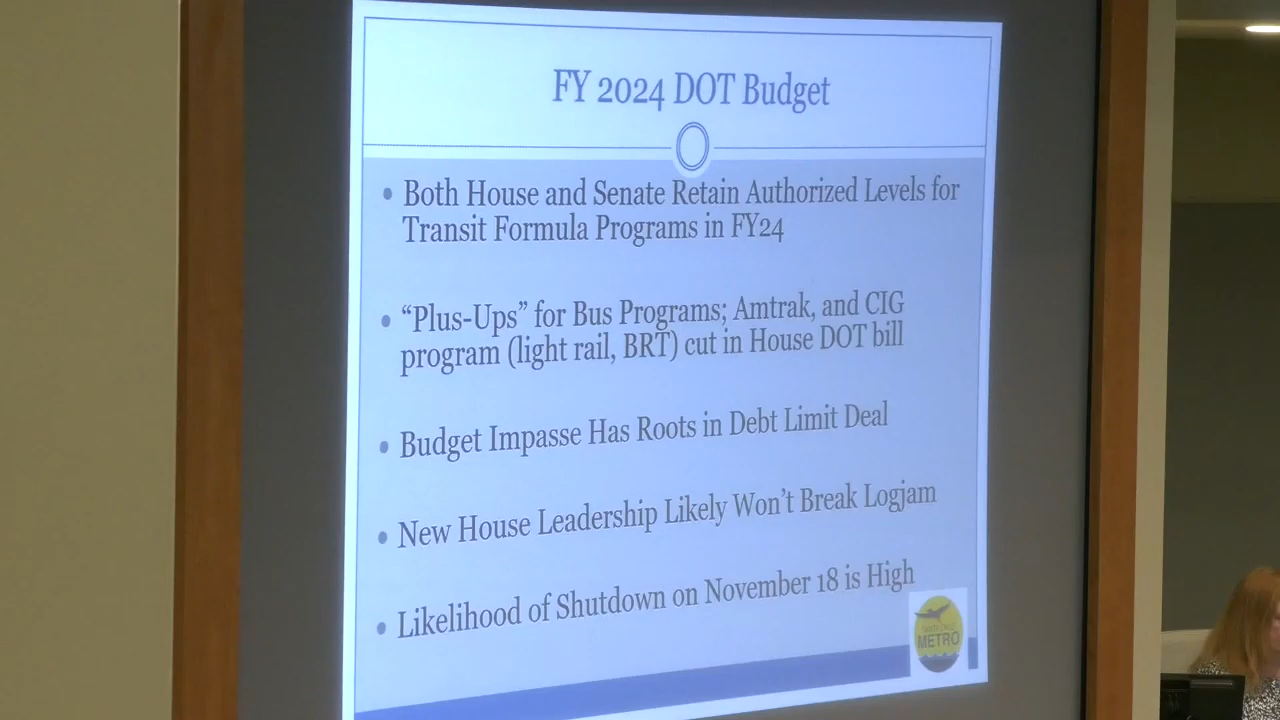 FY 2024 DOT Budget
• Both House and Senate Retain Authorized Levels for
Transit Formula Programs in FY24
• “Plus-Ups” for Bus Programs; Amtrak, and CIG
program (light rail, BRT) cut in House DOT bill
• Budget Impasse Has Roots in Debt Limit Deal
• New House Leadership Likely Won’t Break Logjam
• Likelihood of Shutdown on November 18 is High
SANTA CRUZ
METRO